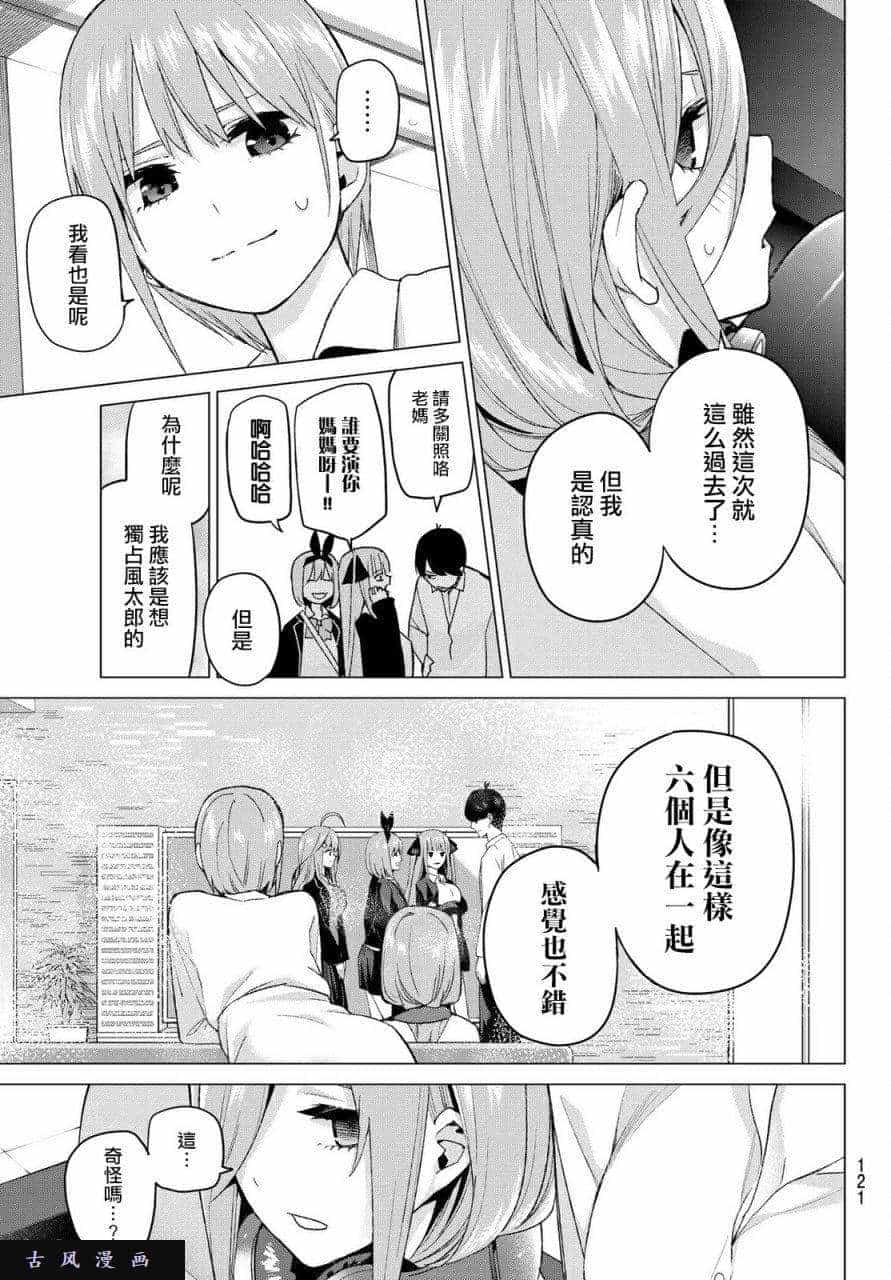 雖然這次就
這么過去了…
但我
是認真的
……
我看也是呢
請多關照咯
老媽
誰要演你
媽媽呀ー!!
啊哈哈哈
但是
為什麼呢
我應該是想
獨占風太郎的
但是像這樣
六個人在一起
感覺也不錯
這…
奇怪嗎…?
121
古风漫画